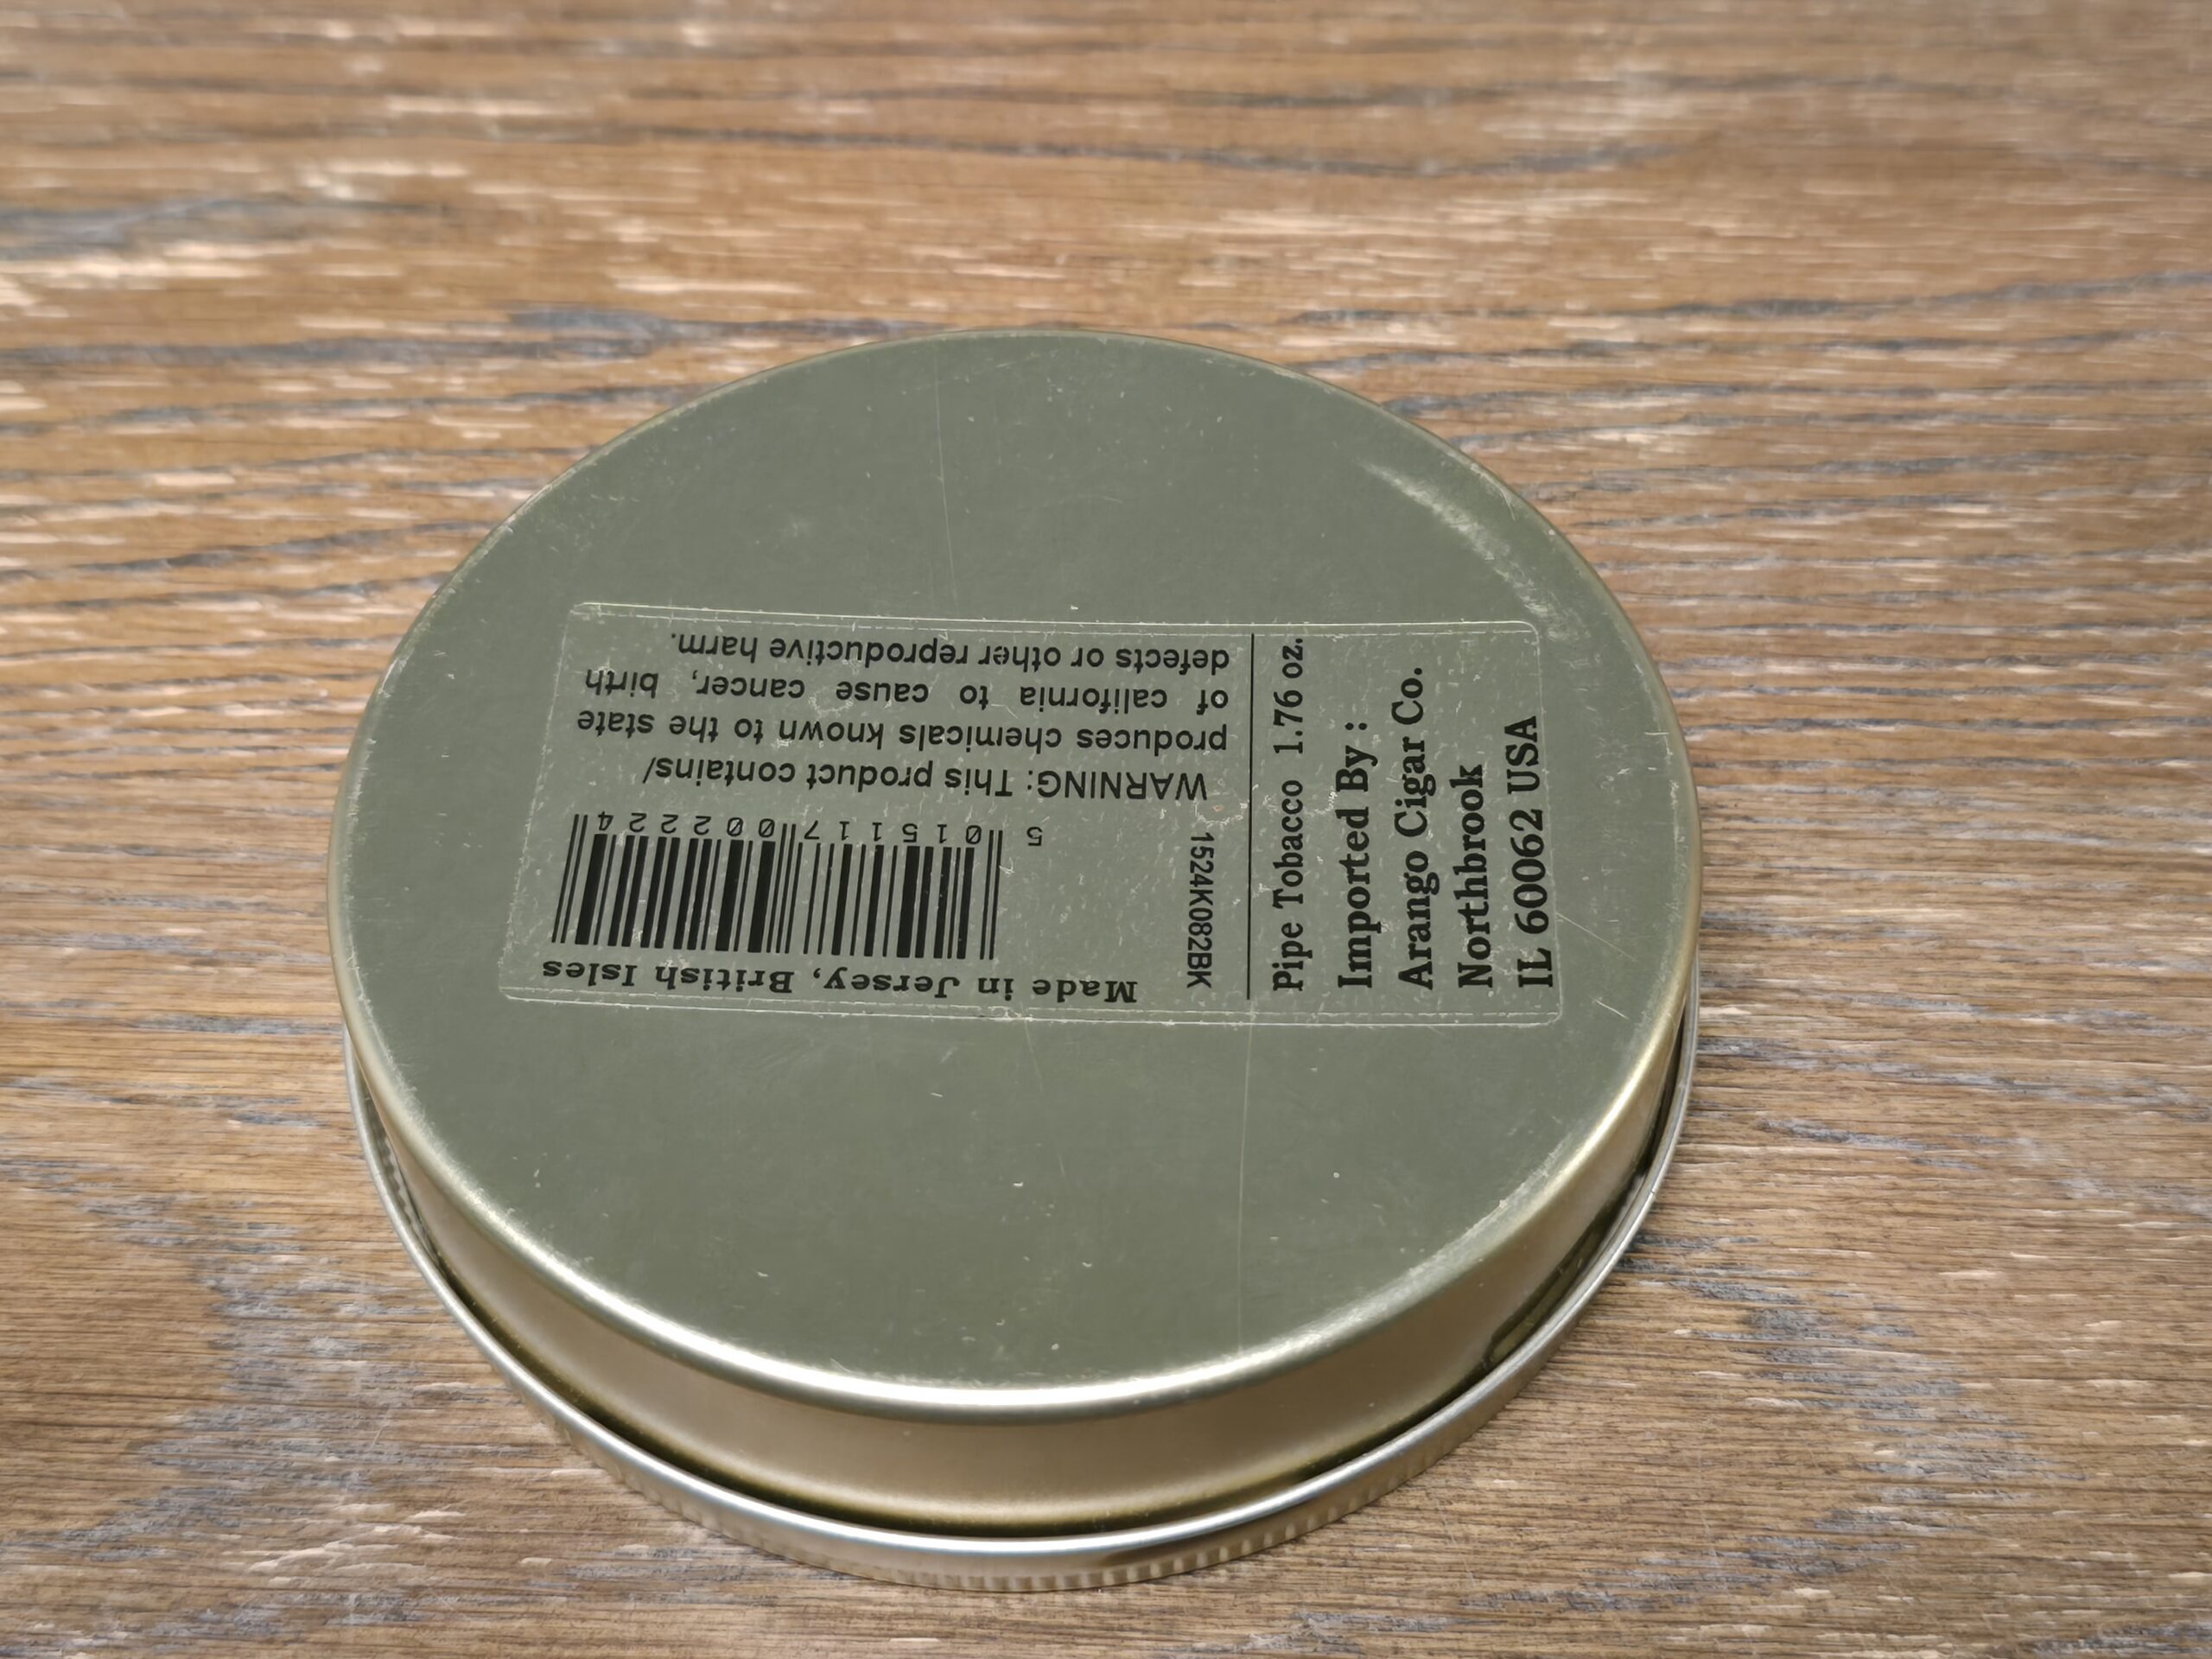 Made in Jersey, British Isles
5 015117 002224
WARNING: This product contains/
produces chemicals known to the state
of california to cause cancer, birth
defects or other reproductive harm.
1524K082BK
Pipe Tobacco 1.76 oz.
Imported By :
Arango Cigar Co.
Northbrook
IL 60062 USA